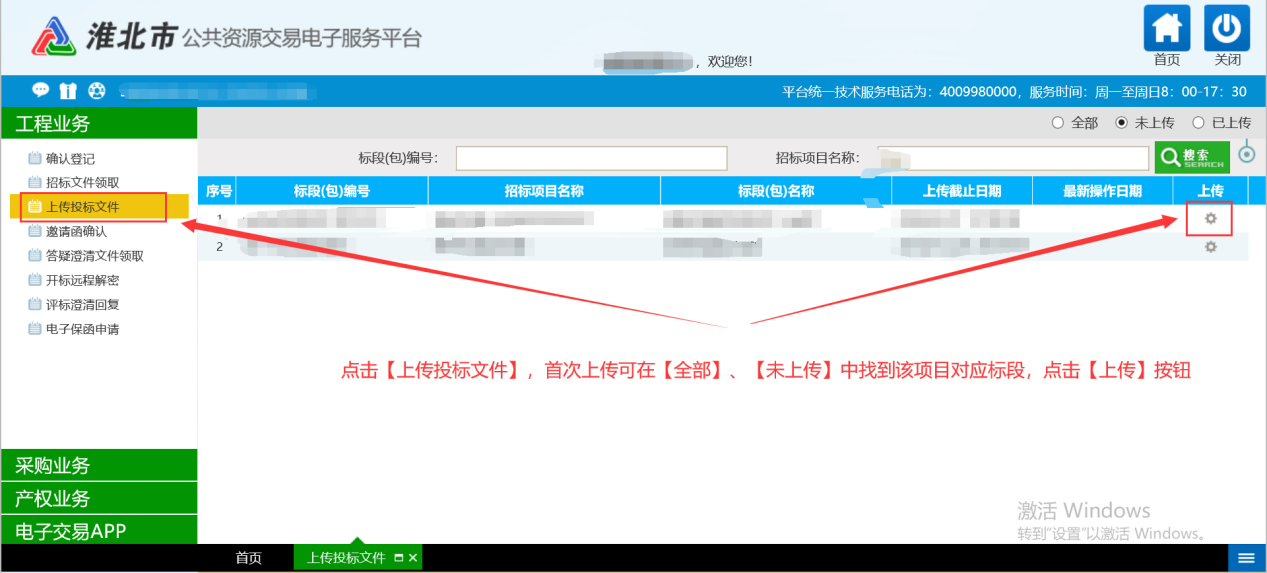 淮北市 公共资源交易电子服务平台
，欢迎您!
首页 关闭
平台统一技术服务电话为：4009980000，服务时间：周一至周日8：00-17：30
工程业务
全部 未上传 已上传
确认登记
标段(包)编号： 招标项目名称： 搜索 SEARCH
招标文件领取
序号 标段(包)编号 招标项目名称 标段(包)名称 上传截止日期 最新操作日期 上传
上传投标文件
1
邀请函确认
2
答疑澄清文件领取
开标远程解密
评标澄清回复
电子保函申请
点击【上传投标文件】，首次上传可在【全部】、【未上传】中找到该项目对应标段，点击【上传】按钮
采购业务
产权业务
电子交易APP
激活 Windows
转到"设置"以激活 Windows。
首页 上传投标文件